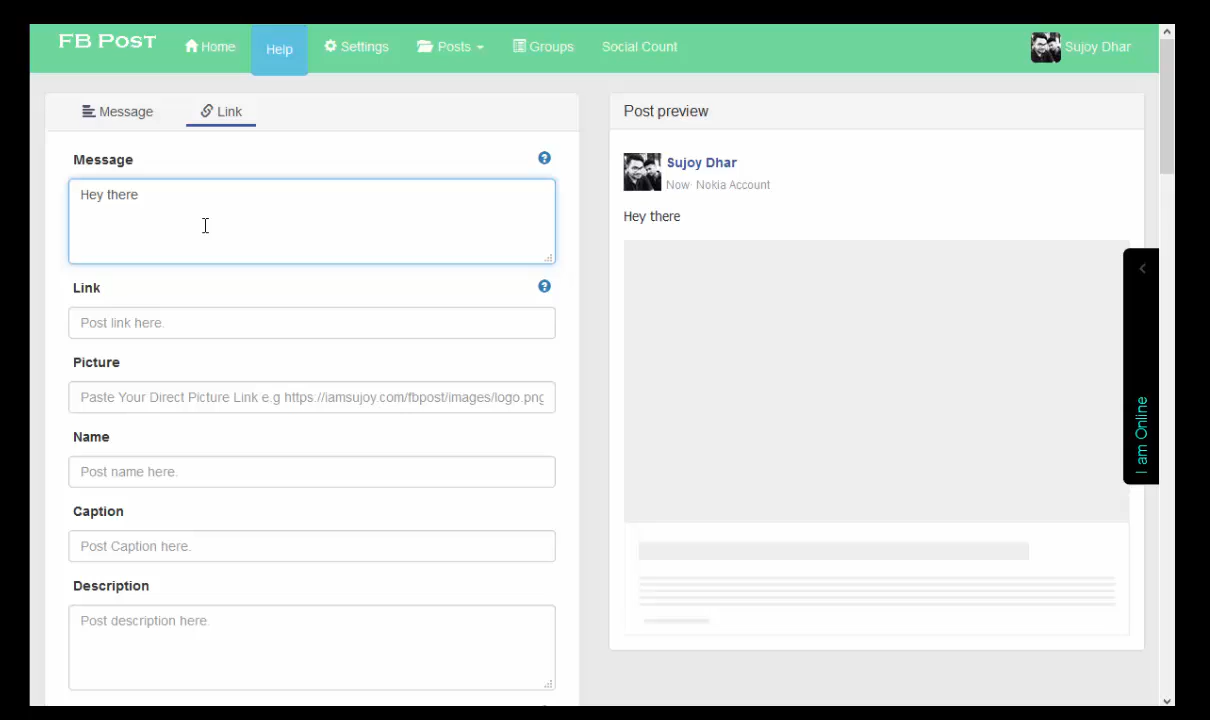 FB Post Home Help Settings Posts Groups Social Count Sujoy Dhar
Message Link
Message
Hey there
Link
Post link here.
Picture
Paste Your Direct Picture Link e.g https://iamsujoy.com/fbpost/images/logo.png
Name
Post name here.
Caption
Post Caption here.
Description
Post description here.
Post preview
Sujoy Dhar
Now· Nokia Account
Hey there
I am Online